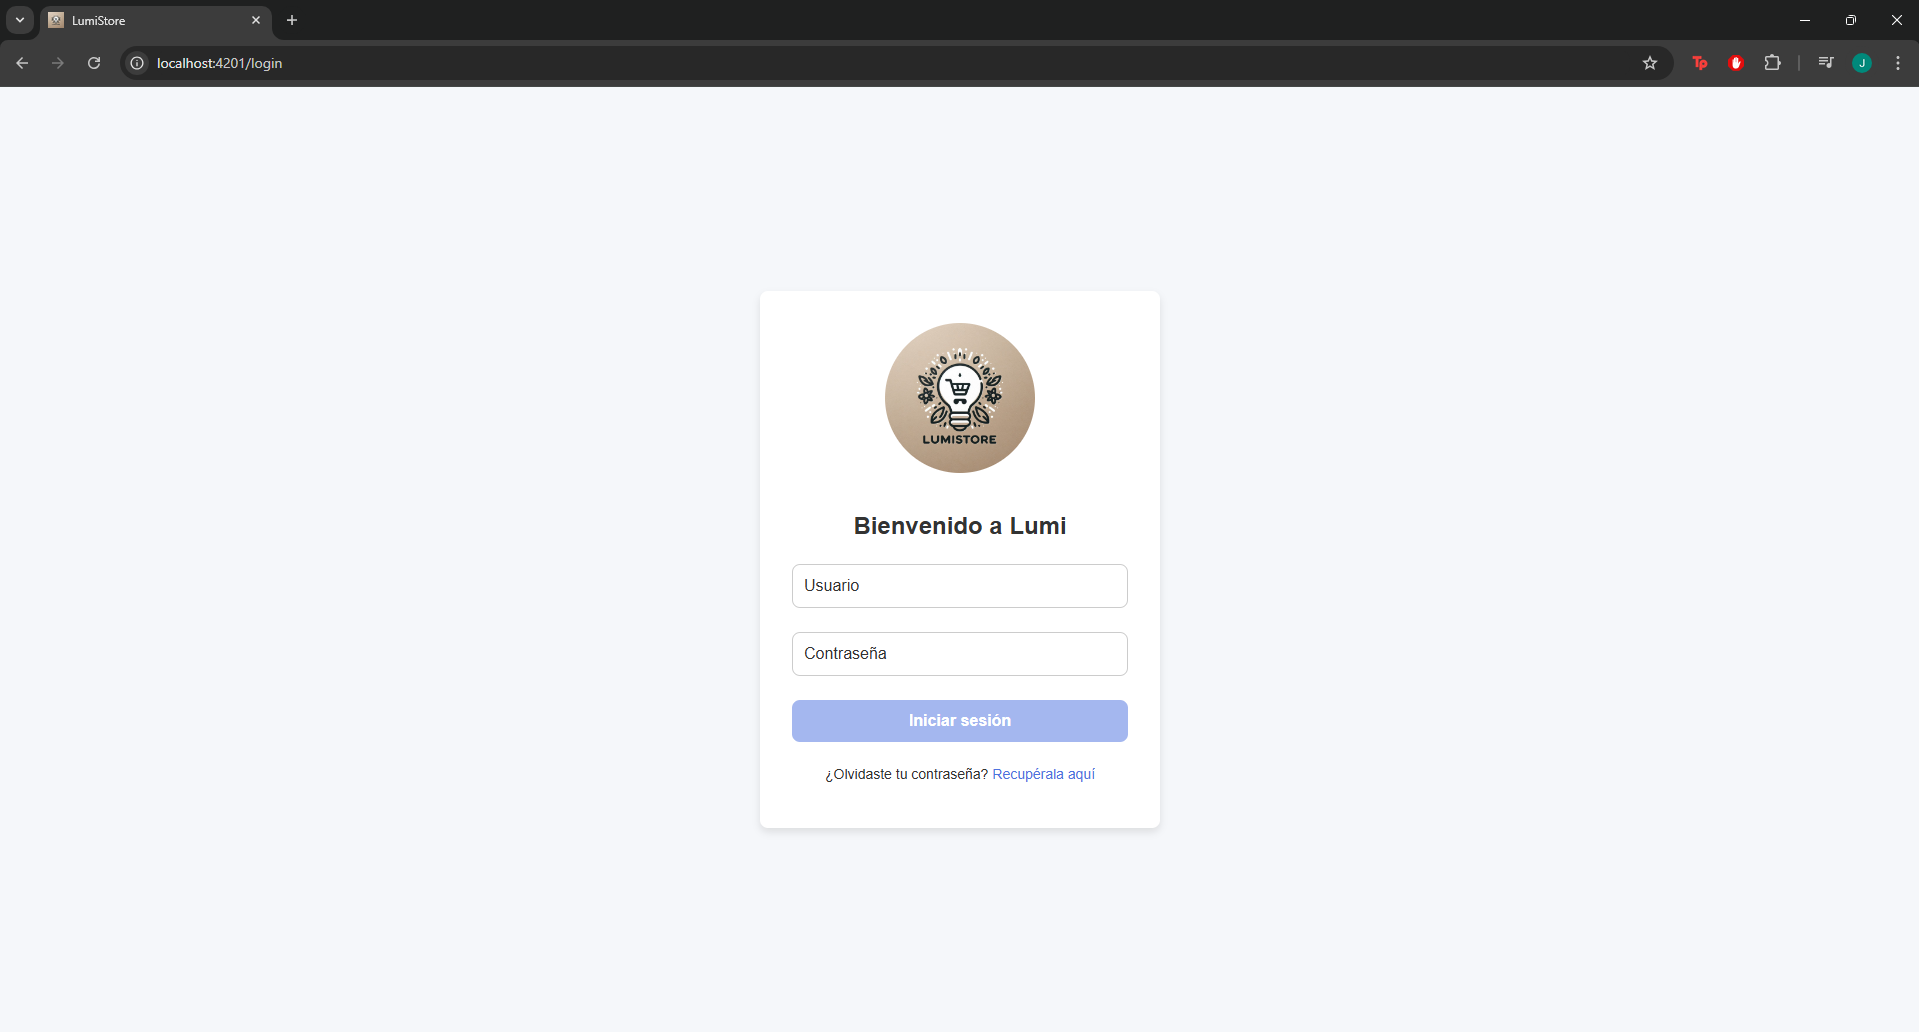 LumiStore
localhost:4201/login
Tp
J
LUMISTORE
Bienvenido a Lumi
Usuario
Contraseña
Iniciar sesión
¿Olvidaste tu contraseña? Recupérala aquí